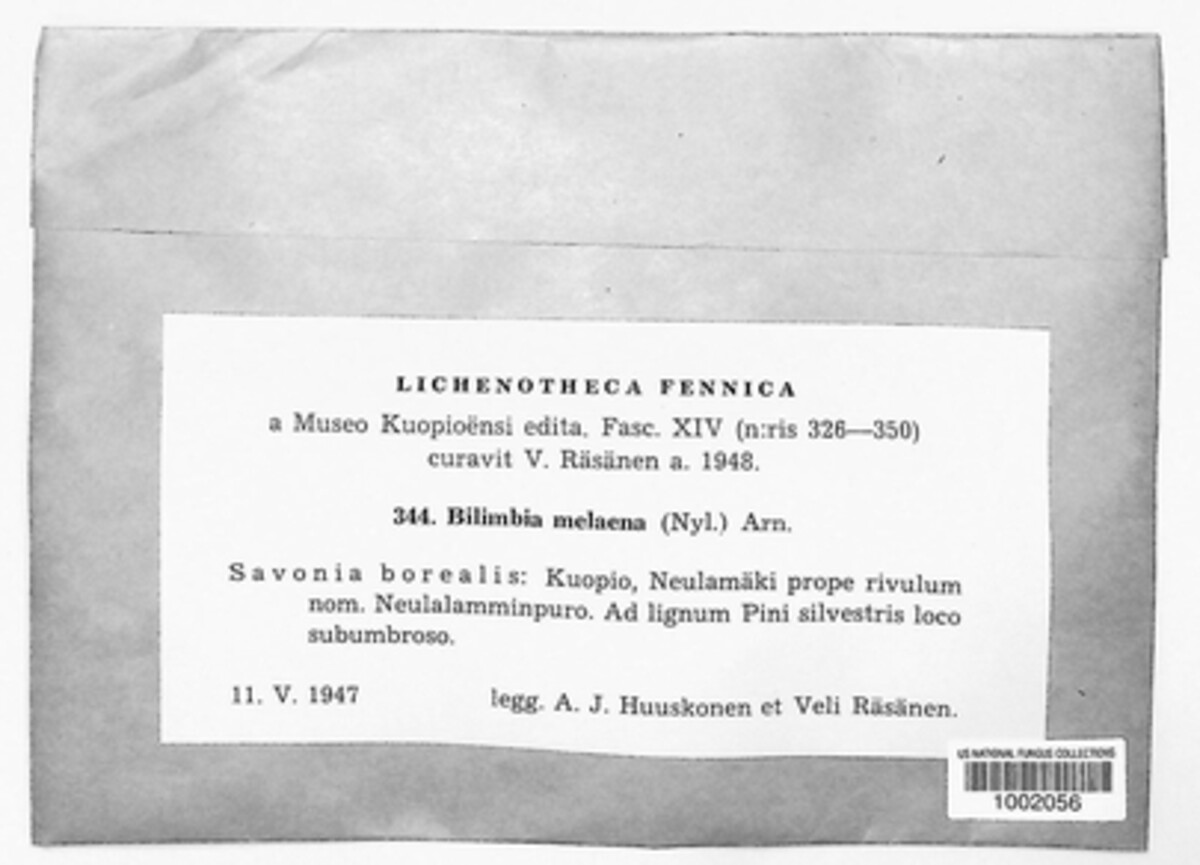 LICHENOTHECA FENNICA
a Museo Kuopioënsi edita. Fasc. XIV (n:ris 326—350)
curavit V. Räsänen a. 1948.
344. Bilimbia melaena (Nyl.) Arn.
Savonia borealis: Kuopio, Neulamäki prope rivulum
nom. Neulalamminpuro. Ad lignum Pini silvestris loco
subumbroso.
11. V. 1947 legg. A. J. Huuskonen et Veli Räsänen.
US NATIONAL FUNGUS COLLECTIONS
1002056